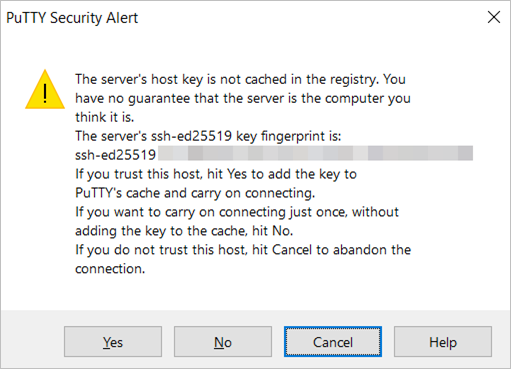 PuTTY Security Alert
The server's host key is not cached in the registry. You
have no guarantee that the server is the computer you
think it is.
The server's ssh-ed25519 key fingerprint is:
ssh-ed25519
If you trust this host, hit Yes to add the key to
PuTTY's cache and carry on connecting.
If you want to carry on connecting just once, without
adding the key to the cache, hit No.
If you do not trust this host, hit Cancel to abandon the
connection.
Yes No Cancel Help